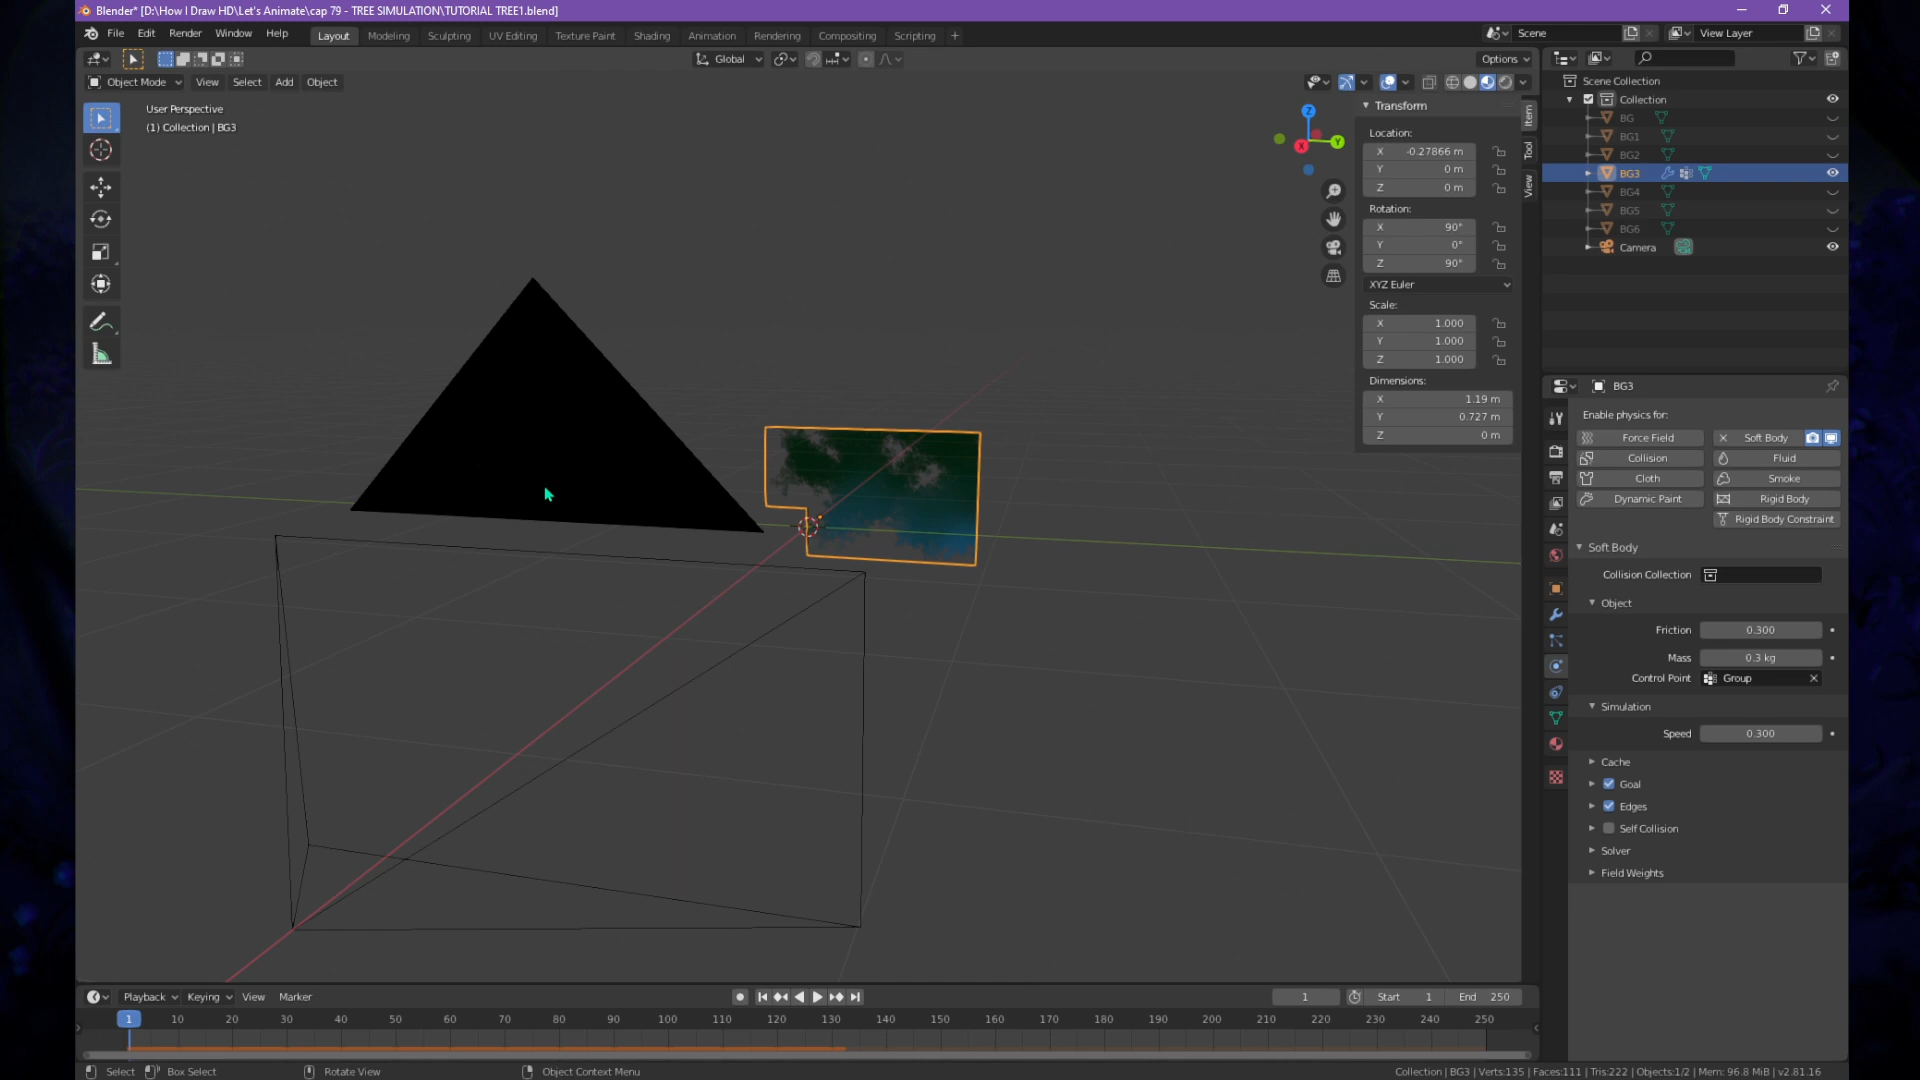 Blender* [D:\How I Draw HD\Let's Animate\cap 79 - TREE SIMULATION\TUTORIAL TREE1.blend]
File Edit Render Window Help Layout Modeling Sculpting UV Editing Texture Paint Shading Animation Rendering Compositing Scripting + Scene View Layer
Global Options
Object Mode View Select Add Object
User Perspective
(1) Collection | BG3
Z
Y
X
Transform
Location:
X -0.27866 m
Y 0 m
Z 0 m
Rotation:
X 90°
Y 0°
Z 90°
XYZ Euler
Scale:
X 1.000
Y 1.000
Z 1.000
Dimensions:
X 1.19 m
Y 0.727 m
Z 0 m
Item
Tool
View
Scene Collection
Collection
BG
BG1
BG2
BG3
BG4
BG5
BG6
Camera
BG3
Enable physics for:
Force Field Soft Body
Collision Fluid
Cloth Smoke
Dynamic Paint Rigid Body
Rigid Body Constraint
Soft Body
Collision Collection
Object
Friction 0.300
Mass 0.3 kg
Control Point Group
Simulation
Speed 0.300
Cache
Goal
Edges
Self Collision
Solver
Field Weights
Playback Keying View Marker 1 Start 1 End 250
1 10 20 30 40 50 60 70 80 90 100 110 120 130 140 150 160 170 180 190 200 210 220 230 240 250
Select Box Select Rotate View Object Context Menu Collection | BG3 | Verts:135 | Faces:111 | Tris:222 | Objects:1/2 | Mem: 96.8 MiB | v2.81.16